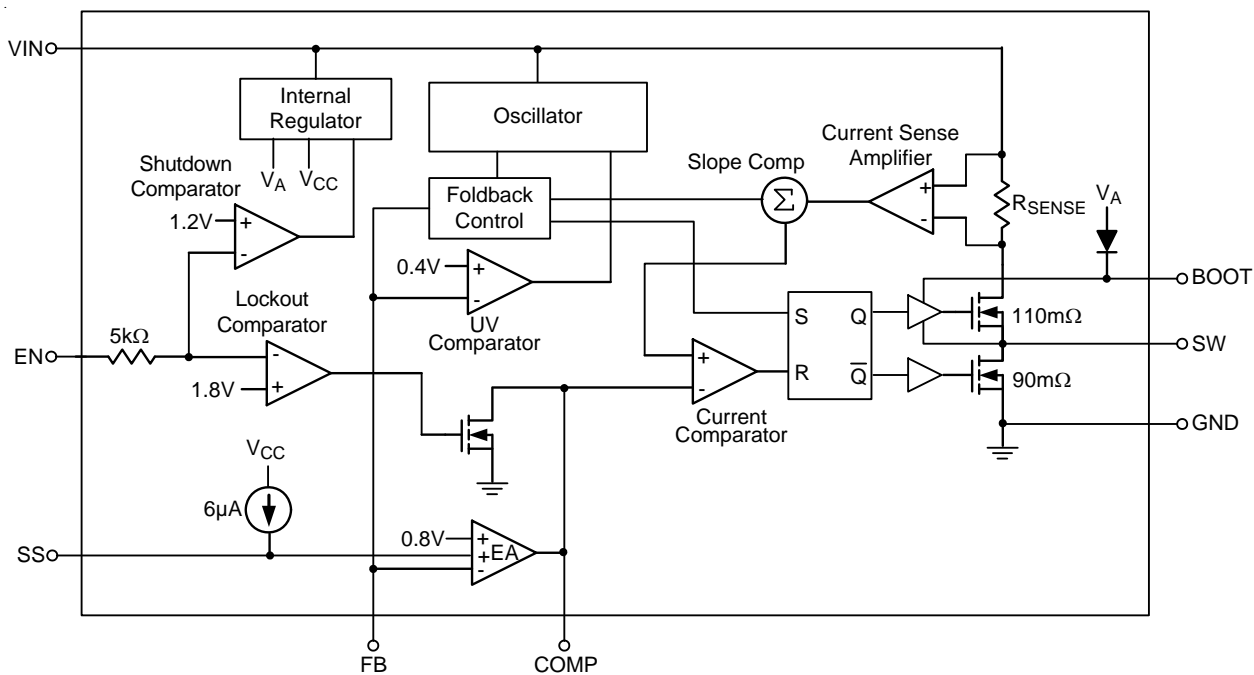 VIN
Internal
Regulator
Oscillator
Shutdown
Comparator
VA
VCC
1.2V
+
-
Foldback
Control
Slope Comp
Σ
Current Sense
Amplifier
+
-
RSENSE
VA
BOOT
0.4V
+
-
UV
Comparator
Lockout
Comparator
5kΩ
EN
-
+
1.8V
+
-
Current
Comparator
S
Q
R
Q̅
110mΩ
SW
90mΩ
GND
VCC
6µA
SS
0.8V
+
+
-
EA
FB
COMP